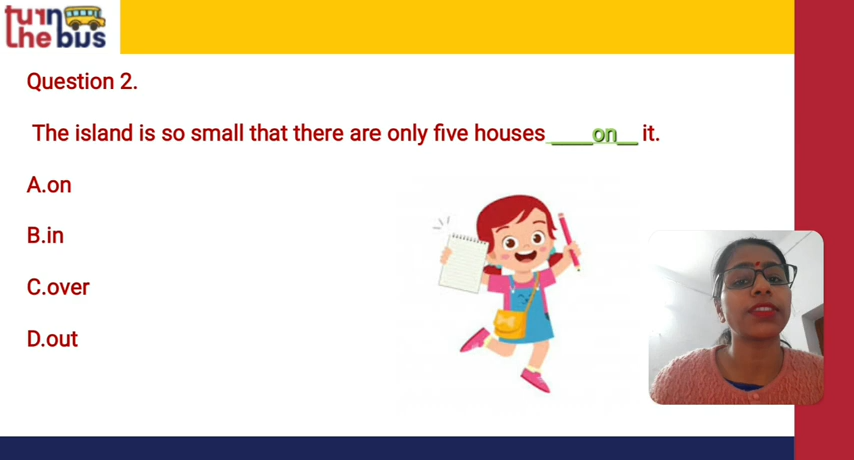 turn
the bus
Question 2.
The island is so small that there are only five houses ____on__ it.
A.on
B.in
C.over
D.out